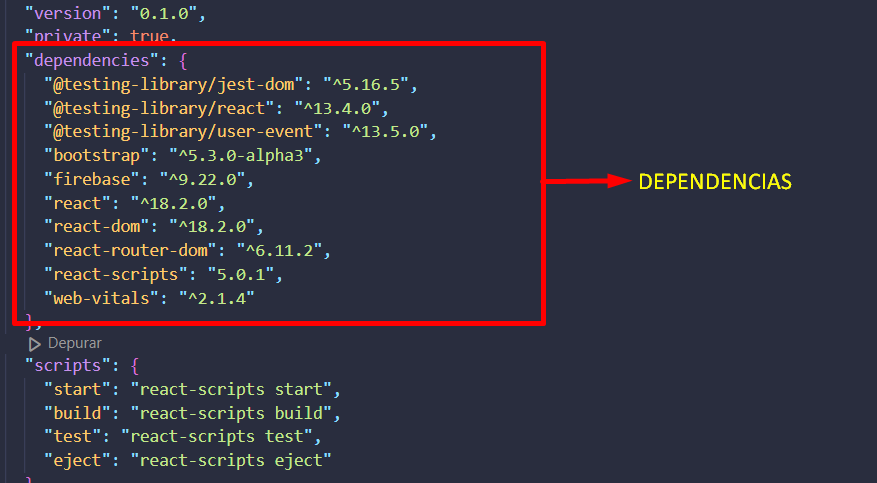 "version": "0.1.0",
"private": true,
"dependencies": {
"@testing-library/jest-dom": "^5.16.5",
"@testing-library/react": "^13.4.0",
"@testing-library/user-event": "^13.5.0",
"bootstrap": "^5.3.0-alpha3",
"firebase": "^9.22.0",
"react": "^18.2.0",
"react-dom": "^18.2.0",
"react-router-dom": "^6.11.2",
"react-scripts": "5.0.1",
"web-vitals": "^2.1.4"
},
DEPENDENCIAS
Depurar
"scripts": {
"start": "react-scripts start",
"build": "react-scripts build",
"test": "react-scripts test",
"eject": "react-scripts eject"
}